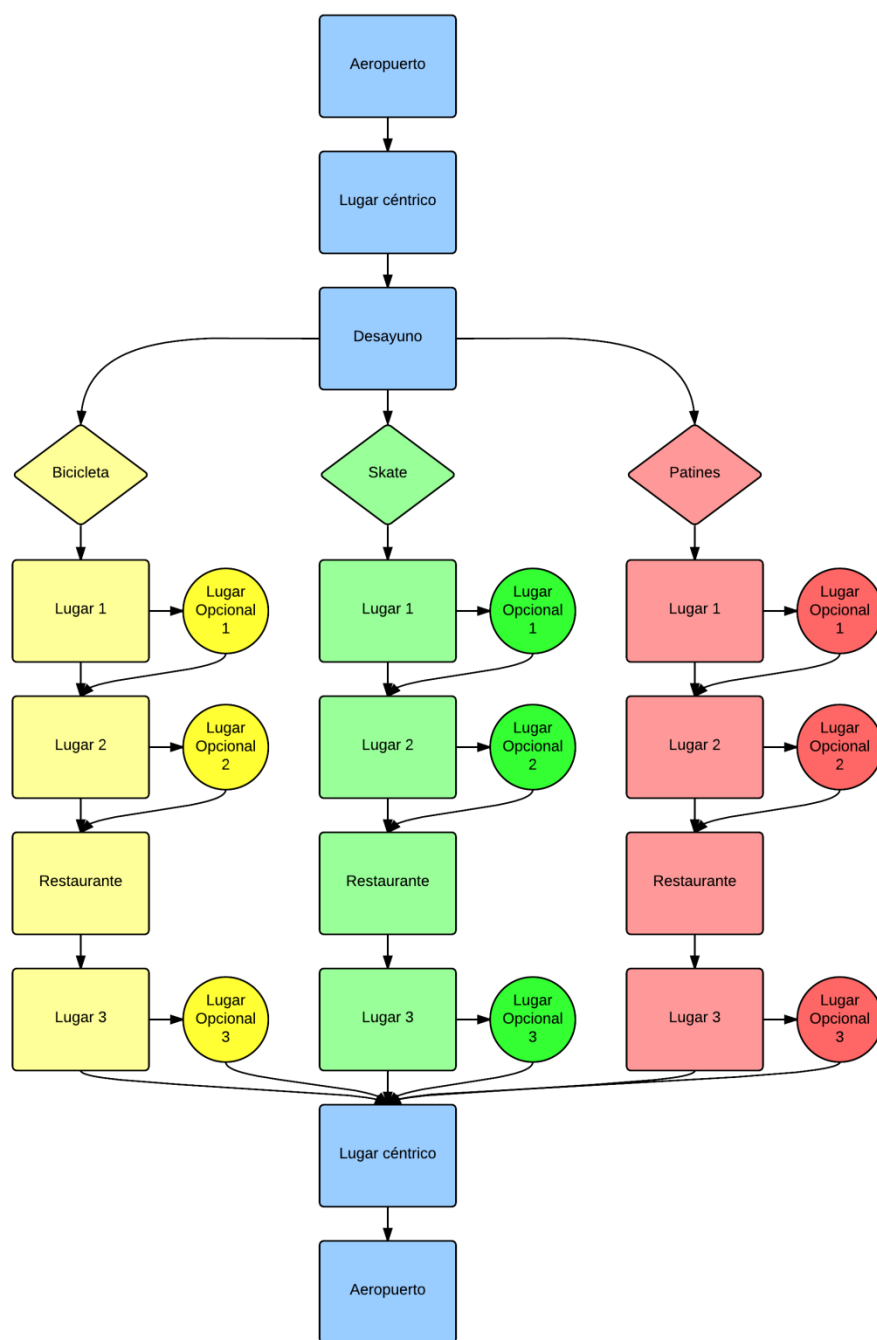 Aeropuerto
Lugar céntrico
Desayuno
Bicicleta
Skate
Patines
Lugar 1
Lugar
Opcional
1
Lugar 1
Lugar
Opcional
1
Lugar 1
Lugar
Opcional
1
Lugar 2
Lugar
Opcional
2
Lugar 2
Lugar
Opcional
2
Lugar 2
Lugar
Opcional
2
Restaurante
Restaurante
Restaurante
Lugar 3
Lugar
Opcional
3
Lugar 3
Lugar
Opcional
3
Lugar 3
Lugar
Opcional
3
Lugar céntrico
Aeropuerto